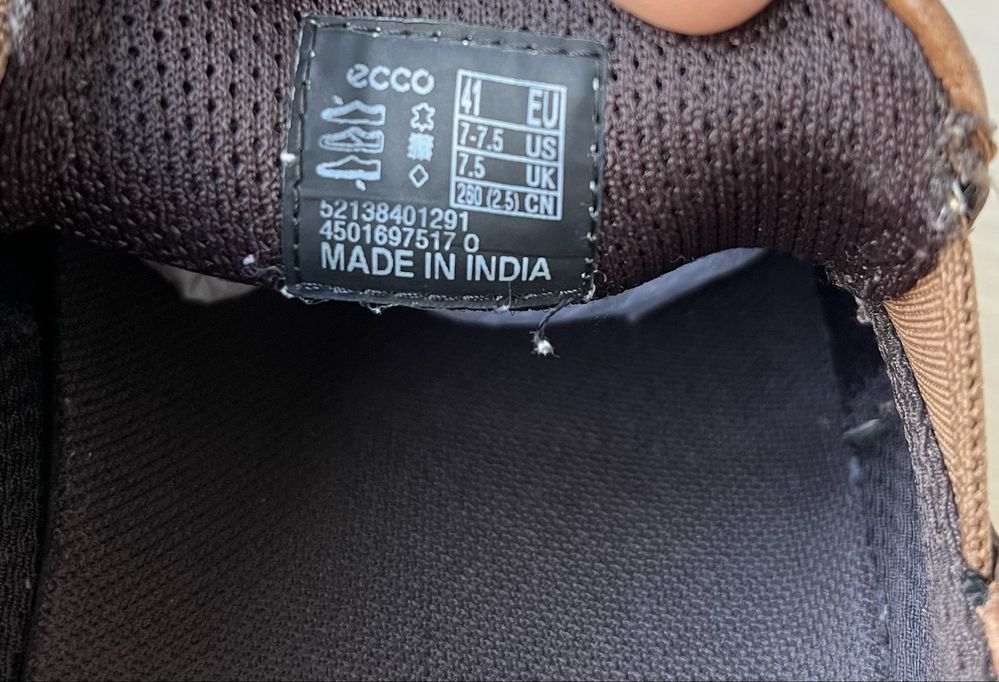 ecco
41 EU
7-7.5 US
7.5 UK
260 (2.5) CN
52138401291
4501697517 0
MADE IN INDIA